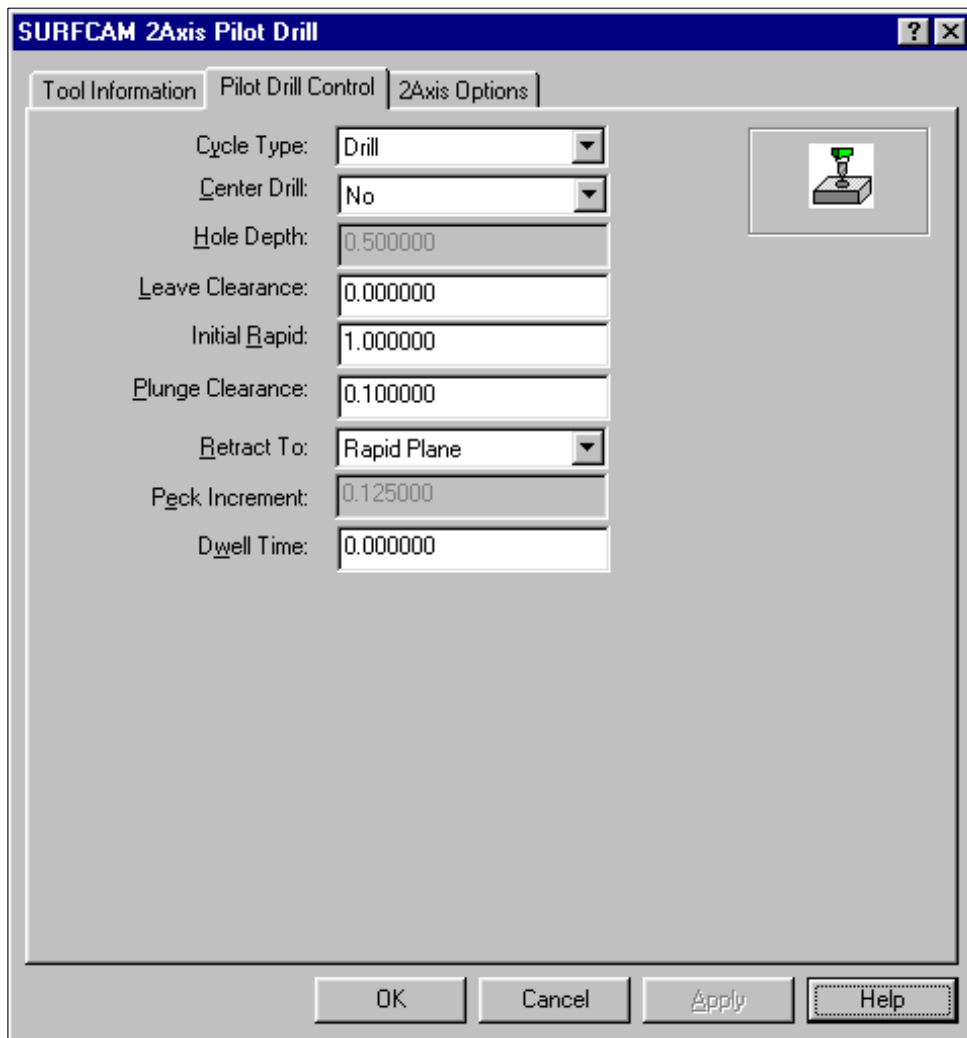 SURFCAM 2Axis Pilot Drill
Tool Information Pilot Drill Control 2Axis Options
Cycle Type: Drill
Center Drill: No
Hole Depth: 0.500000
Leave Clearance: 0.000000
Initial Rapid: 1.000000
Plunge Clearance: 0.100000
Retract To: Rapid Plane
Peck Increment: 0.125000
Dwell Time: 0.000000
OK Cancel Apply Help